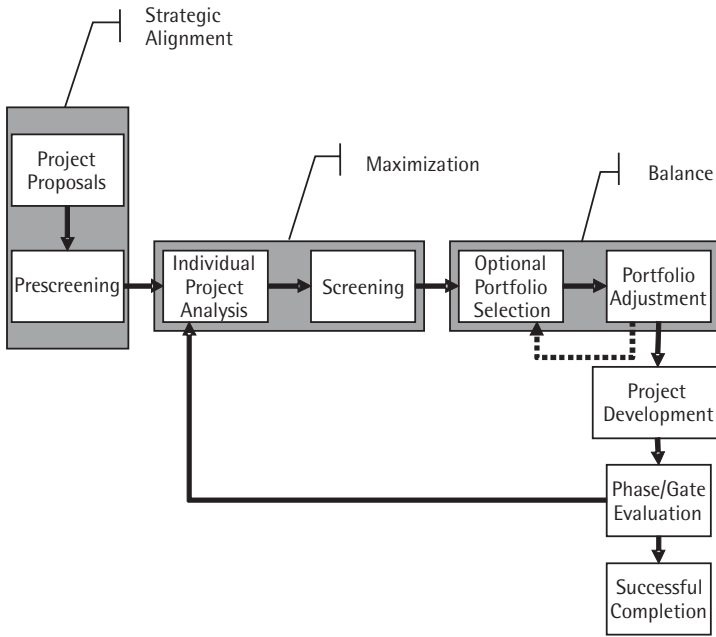 Strategic
Alignment
Project
Proposals
Prescreening
Maximization
Individual
Project
Analysis
Screening
Balance
Optional
Portfolio
Selection
Portfolio
Adjustment
Project
Development
Phase/Gate
Evaluation
Successful
Completion